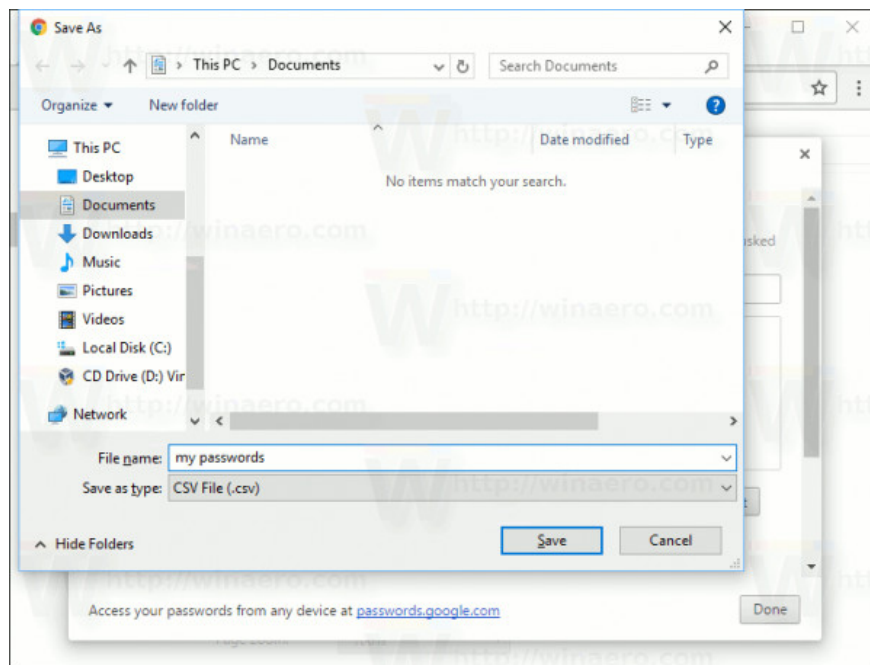 Save As
This PC > Documents
Search Documents
Organize
New folder
Name
Date modified
Type
No items match your search.
This PC
Desktop
Documents
Downloads
Music
Pictures
Videos
Local Disk (C:)
CD Drive (D:) Vir
Network
File name: my passwords
Save as type: CSV File (.csv)
Hide Folders
Save
Cancel
asked
Access your passwords from any device at passwords.google.com
Done
http://winaero.com